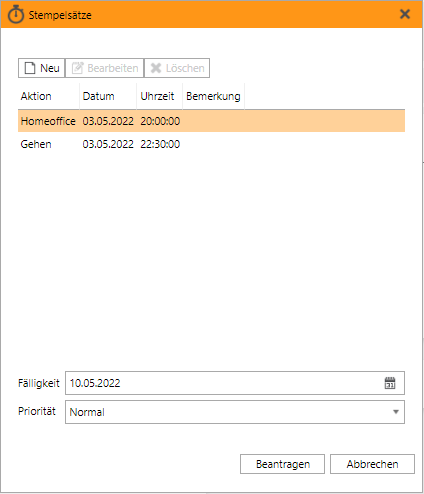 Stempelsätze
Neu Bearbeiten Löschen
Aktion Datum Uhrzeit Bemerkung
Homeoffice 03.05.2022 20:00:00
Gehen 03.05.2022 22:30:00
Fälligkeit 10.05.2022 31
Priorität Normal
Beantragen Abbrechen